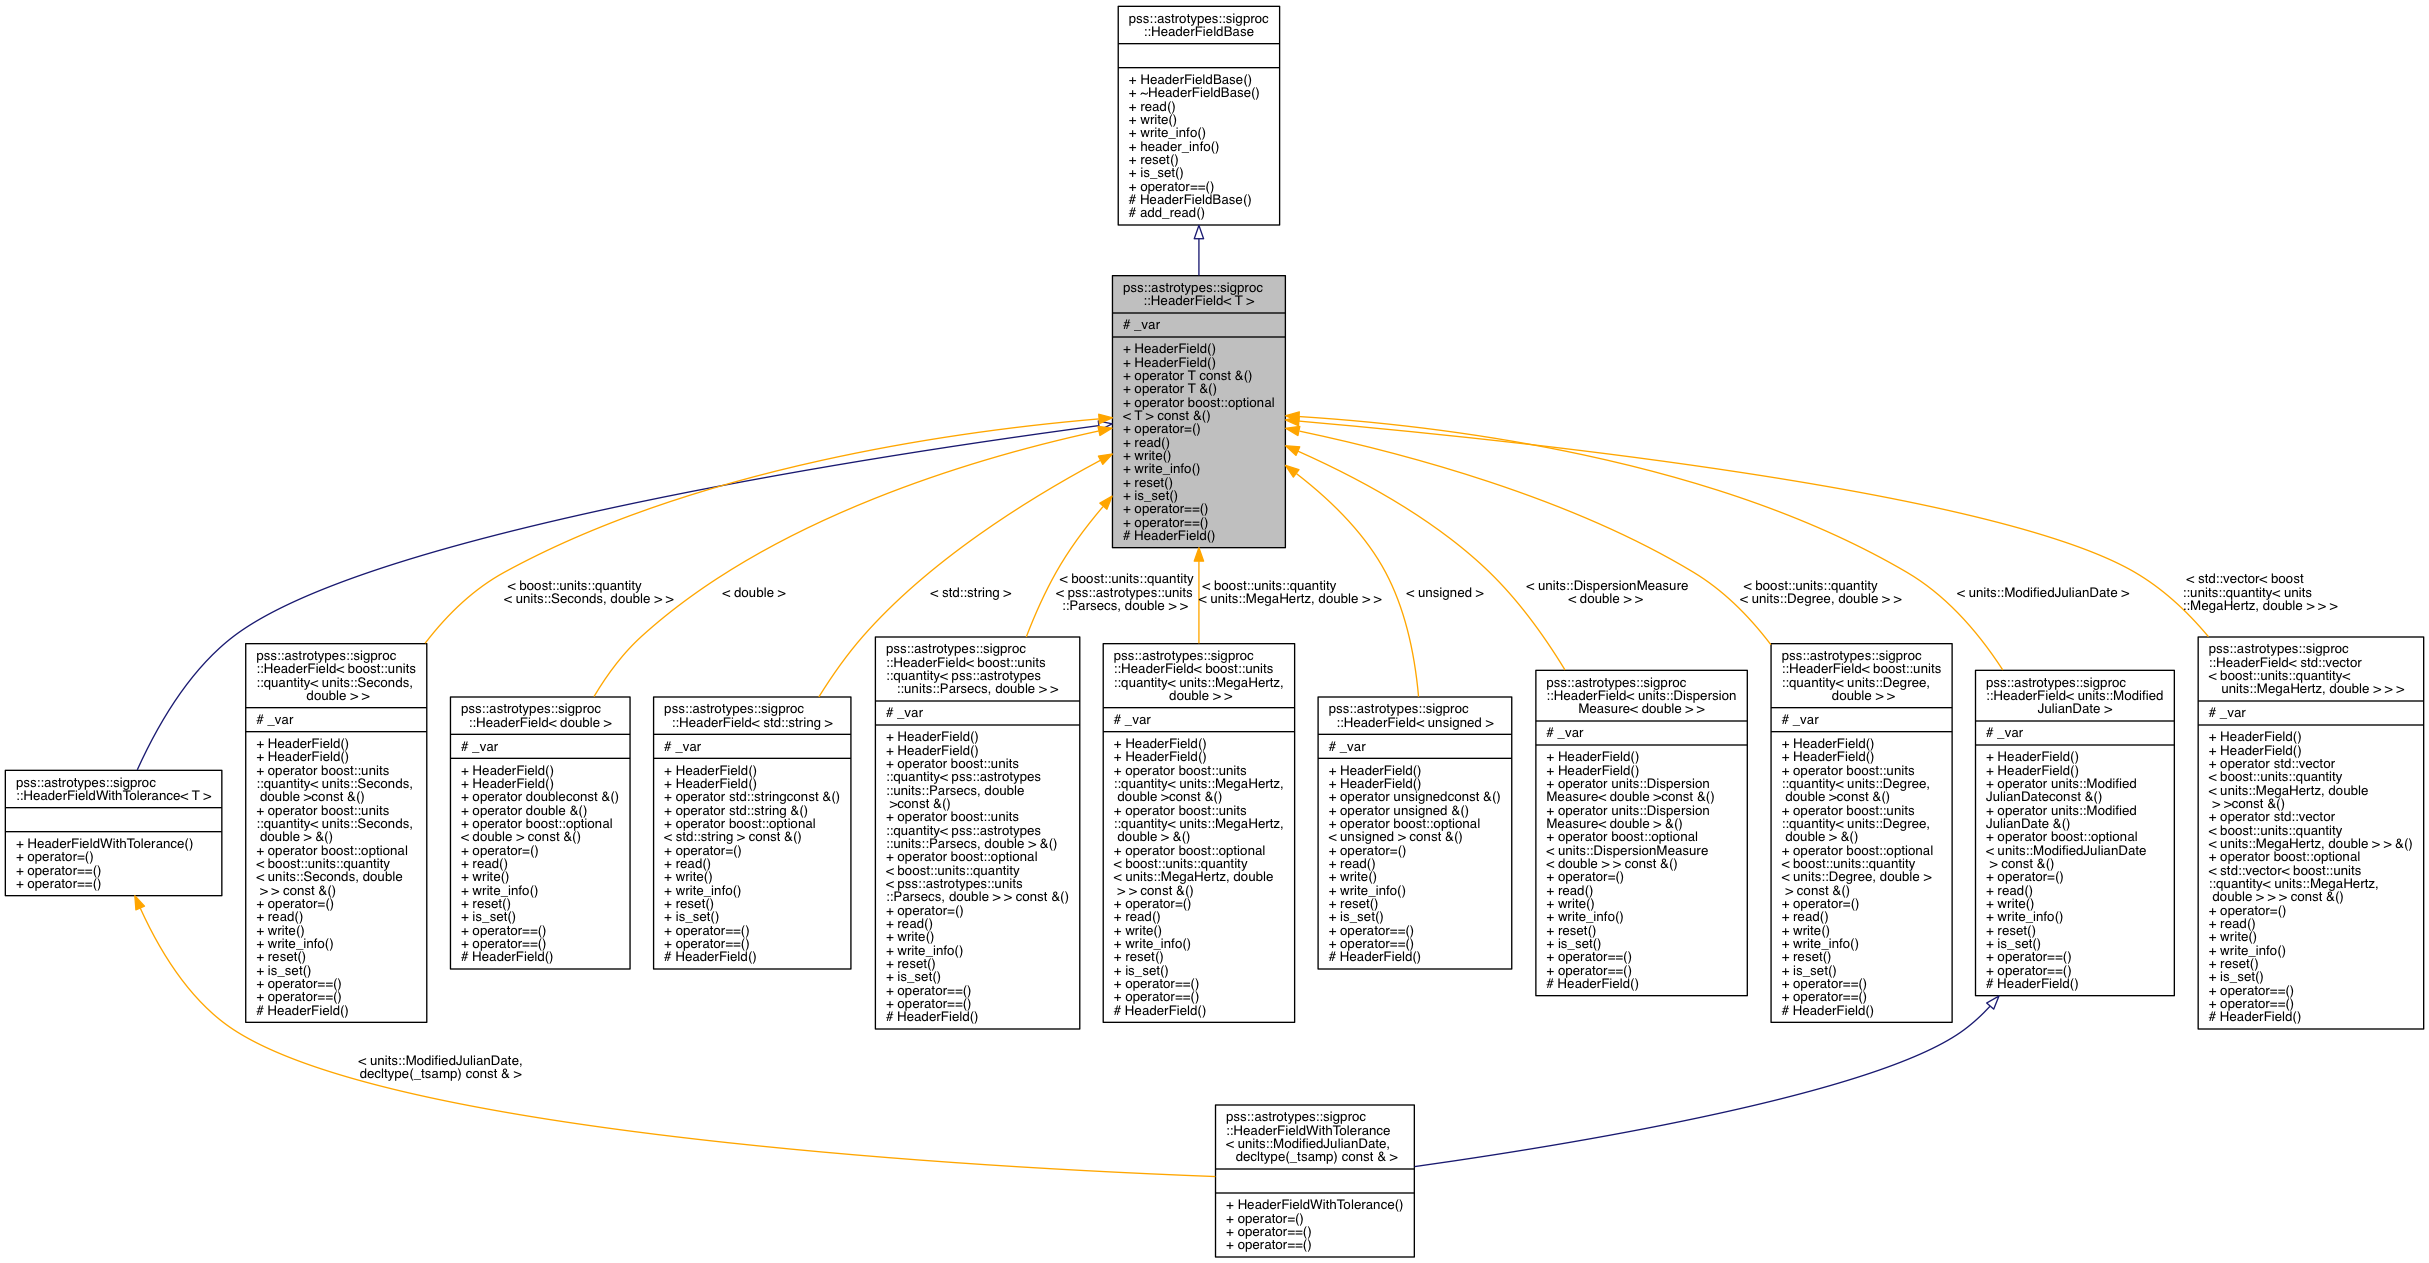 pss::astrotypes::sigproc
::HeaderFieldBase
+ HeaderFieldBase()
+ ~HeaderFieldBase()
+ read()
+ write()
+ write_info()
+ header_info()
+ reset()
+ is_set()
+ operator==()
# HeaderFieldBase()
# add_read()
pss::astrotypes::sigproc
::HeaderField< T >
# _var
+ HeaderField()
+ HeaderField()
+ operator T const &()
+ operator T &()
+ operator boost::optional
< T > const &()
+ operator=()
+ read()
+ write()
+ write_info()
+ reset()
+ is_set()
+ operator==()
+ operator==()
# HeaderField()
< boost::units::quantity
< units::Seconds, double > >
< double >
< std::string >
< boost::units::quantity
< pss::astrotypes::units
::Parsecs, double > >
< boost::units::quantity
< units::MegaHertz, double > >
< unsigned >
< units::DispersionMeasure
< double > >
< boost::units::quantity
< units::Degree, double > >
< units::ModifiedJulianDate >
< std::vector< boost
::units::quantity< units
::MegaHertz, double > > >
pss::astrotypes::sigproc
::HeaderFieldWithTolerance< T >
+ HeaderFieldWithTolerance()
+ operator=()
+ operator==()
+ operator==()
pss::astrotypes::sigproc
::HeaderField< boost::units
::quantity< units::Seconds,
double > >
# _var
+ HeaderField()
+ HeaderField()
+ operator boost::units
::quantity< units::Seconds,
double >const &()
+ operator boost::units
::quantity< units::Seconds,
double > &()
+ operator boost::optional
< boost::units::quantity
< units::Seconds, double
> > const &()
+ operator=()
+ read()
+ write()
+ write_info()
+ reset()
+ is_set()
+ operator==()
+ operator==()
# HeaderField()
pss::astrotypes::sigproc
::HeaderField< double >
# _var
+ HeaderField()
+ HeaderField()
+ operator doubleconst &()
+ operator double &()
+ operator boost::optional
< double > const &()
+ operator=()
+ read()
+ write()
+ write_info()
+ reset()
+ is_set()
+ operator==()
+ operator==()
# HeaderField()
pss::astrotypes::sigproc
::HeaderField< std::string >
# _var
+ HeaderField()
+ HeaderField()
+ operator std::stringconst &()
+ operator std::string &()
+ operator boost::optional
< std::string > const &()
+ operator=()
+ read()
+ write()
+ write_info()
+ reset()
+ is_set()
+ operator==()
+ operator==()
# HeaderField()
pss::astrotypes::sigproc
::HeaderField< boost::units
::quantity< pss::astrotypes
::units::Parsecs, double > >
# _var
+ HeaderField()
+ HeaderField()
+ operator boost::units
::quantity< pss::astrotypes
::units::Parsecs, double
>const &()
+ operator boost::units
::quantity< pss::astrotypes
::units::Parsecs, double > &()
+ operator boost::optional
< boost::units::quantity
< pss::astrotypes::units
::Parsecs, double > > const &()
+ operator=()
+ read()
+ write()
+ write_info()
+ reset()
+ is_set()
+ operator==()
+ operator==()
# HeaderField()
pss::astrotypes::sigproc
::HeaderField< boost::units
::quantity< units::MegaHertz,
double > >
# _var
+ HeaderField()
+ HeaderField()
+ operator boost::units
::quantity< units::MegaHertz,
double >const &()
+ operator boost::units
::quantity< units::MegaHertz,
double > &()
+ operator boost::optional
< boost::units::quantity
< units::MegaHertz, double
> > const &()
+ operator=()
+ read()
+ write()
+ write_info()
+ reset()
+ is_set()
+ operator==()
+ operator==()
# HeaderField()
pss::astrotypes::sigproc
::HeaderField< unsigned >
# _var
+ HeaderField()
+ HeaderField()
+ operator unsignedconst &()
+ operator unsigned &()
+ operator boost::optional
< unsigned > const &()
+ operator=()
+ read()
+ write()
+ write_info()
+ reset()
+ is_set()
+ operator==()
+ operator==()
# HeaderField()
pss::astrotypes::sigproc
::HeaderField< units::Dispersion
Measure< double > >
# _var
+ HeaderField()
+ HeaderField()
+ operator units::Dispersion
Measure< double >const &()
+ operator units::Dispersion
Measure< double > &()
+ operator boost::optional
< units::DispersionMeasure
< double > > const &()
+ operator=()
+ read()
+ write()
+ write_info()
+ reset()
+ is_set()
+ operator==()
+ operator==()
# HeaderField()
pss::astrotypes::sigproc
::HeaderField< boost::units
::quantity< units::Degree,
double > >
# _var
+ HeaderField()
+ HeaderField()
+ operator boost::units
::quantity< units::Degree,
double >const &()
+ operator boost::units
::quantity< units::Degree,
double > &()
+ operator boost::optional
< boost::units::quantity
< units::Degree, double >
> const &()
+ operator=()
+ read()
+ write()
+ write_info()
+ reset()
+ is_set()
+ operator==()
+ operator==()
# HeaderField()
pss::astrotypes::sigproc
::HeaderField< units::Modified
JulianDate >
# _var
+ HeaderField()
+ HeaderField()
+ operator units::Modified
JulianDateconst &()
+ operator units::Modified
JulianDate &()
+ operator boost::optional
< units::ModifiedJulianDate
> const &()
+ operator=()
+ read()
+ write()
+ write_info()
+ reset()
+ is_set()
+ operator==()
+ operator==()
# HeaderField()
pss::astrotypes::sigproc
::HeaderField< std::vector
< boost::units::quantity<
units::MegaHertz, double > > >
# _var
+ HeaderField()
+ HeaderField()
+ operator std::vector
< boost::units::quantity
< units::MegaHertz, double
> >const &()
+ operator std::vector
< boost::units::quantity
< units::MegaHertz, double > > &()
+ operator boost::optional
< std::vector< boost::units
::quantity< units::MegaHertz,
double > > > const &()
+ operator=()
+ read()
+ write()
+ write_info()
+ reset()
+ is_set()
+ operator==()
+ operator==()
# HeaderField()
< units::ModifiedJulianDate,
decltype(_tsamp) const & >
pss::astrotypes::sigproc
::HeaderFieldWithTolerance
< units::ModifiedJulianDate,
decltype(_tsamp) const & >
+ HeaderFieldWithTolerance()
+ operator=()
+ operator==()
+ operator==()